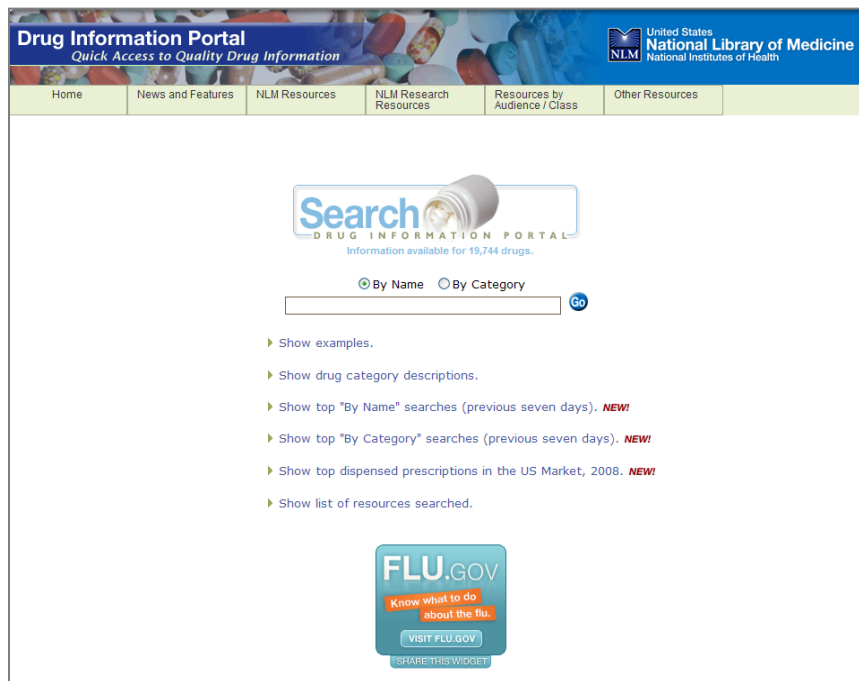 Drug Information Portal
Quick Access to Quality Drug Information
NLM
United States
National Library of Medicine
National Institutes of Health
Home
News and Features
NLM Resources
NLM Research
Resources
Resources by
Audience / Class
Other Resources
Search
DRUG INFORMATION PORTAL
Information available for 19,744 drugs.
By Name By Category
Go
Show examples.
Show drug category descriptions.
Show top "By Name" searches (previous seven days). NEW!
Show top "By Category" searches (previous seven days). NEW!
Show top dispensed prescriptions in the US Market, 2008. NEW!
Show list of resources searched.
FLU.GOV
Know what to do
about the flu.
VISIT FLU.GOV
SHARE THIS WIDGET